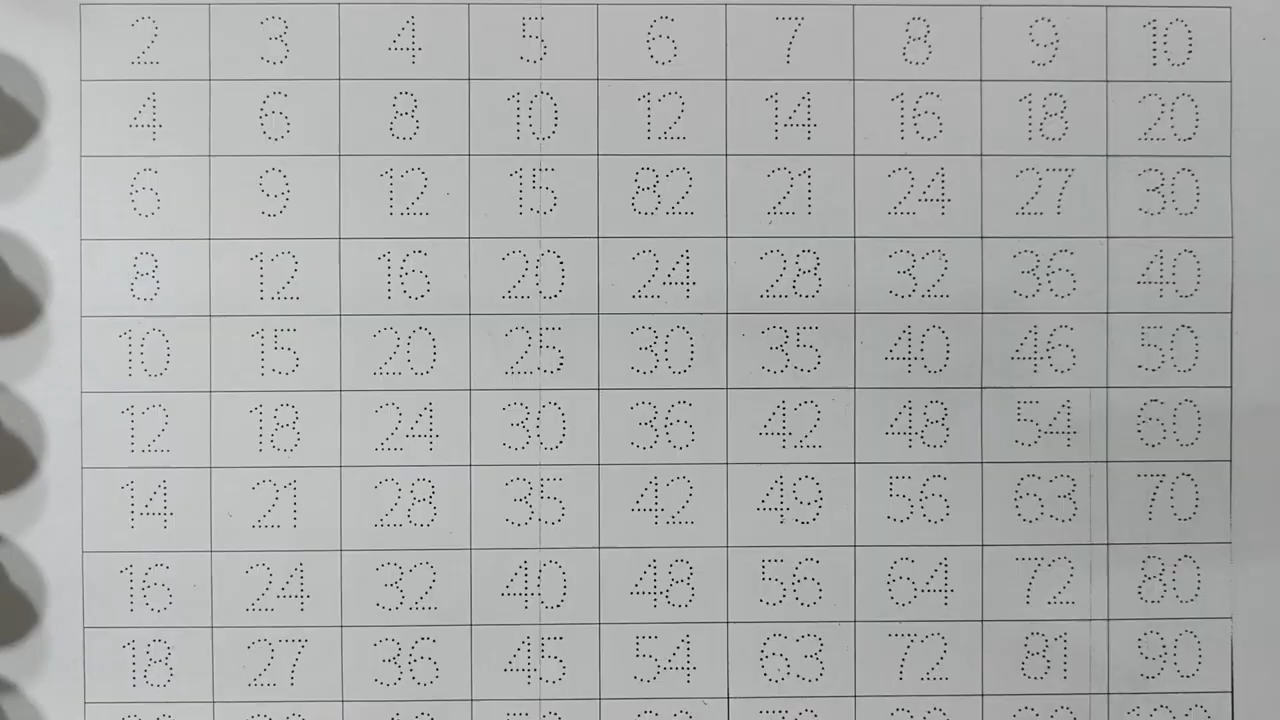 2 3 4 5 6 7 8 9 10
4 6 8 10 12 14 16 18 20
6 9 12 15 82 21 24 27 30
8 12 16 20 24 28 32 36 40
10 15 20 25 30 35 40 46 50
12 18 24 30 36 42 48 54 60
14 21 28 35 42 49 56 63 70
16 24 32 40 48 56 64 72 80
18 27 36 45 54 63 72 81 90